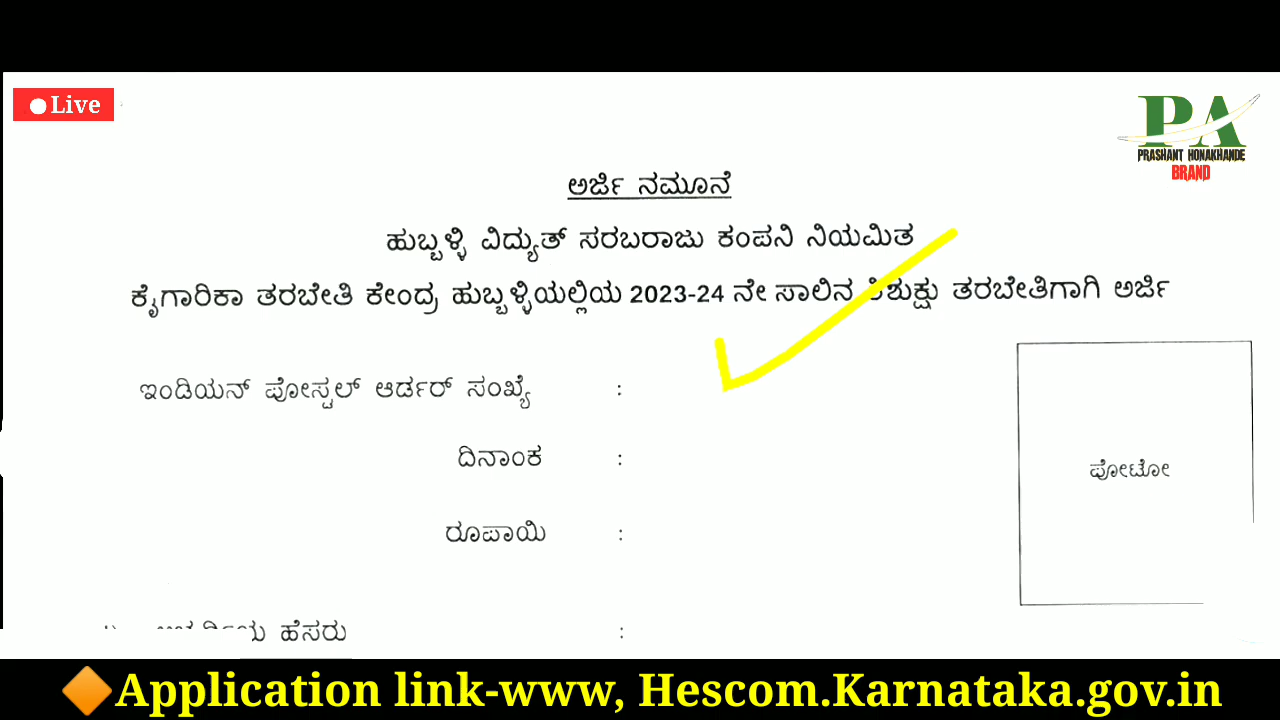 Live
PA
PRASHANT HONAKHANDE
BRAND
ಅರ್ಜಿ ನಮೂನೆ
ಹುಬ್ಬಳ್ಳಿ ವಿದ್ಯುತ್ ಸರಬರಾಜು ಕಂಪನಿ ನಿಯಮಿತ
ಕೈಗಾರಿಕಾ ತರಬೇತಿ ಕೇಂದ್ರ ಹುಬ್ಬಳ್ಳಿಯಲ್ಲಿಯ 2023-24 ನೇ ಸಾಲಿನ ಶಿಶುಕ್ಷು ತರಬೇತಿಗಾಗಿ ಅರ್ಜಿ
ಇಂಡಿಯನ್ ಪೋಸ್ಟಲ್ ಆರ್ಡರ್ ಸಂಖ್ಯೆ :
ದಿನಾಂಕ :
ರೂಪಾಯಿ :
ಪೋಟೋ
ಹೆಸರು :
🔶Application link-www, Hescom.Karnataka.gov.in